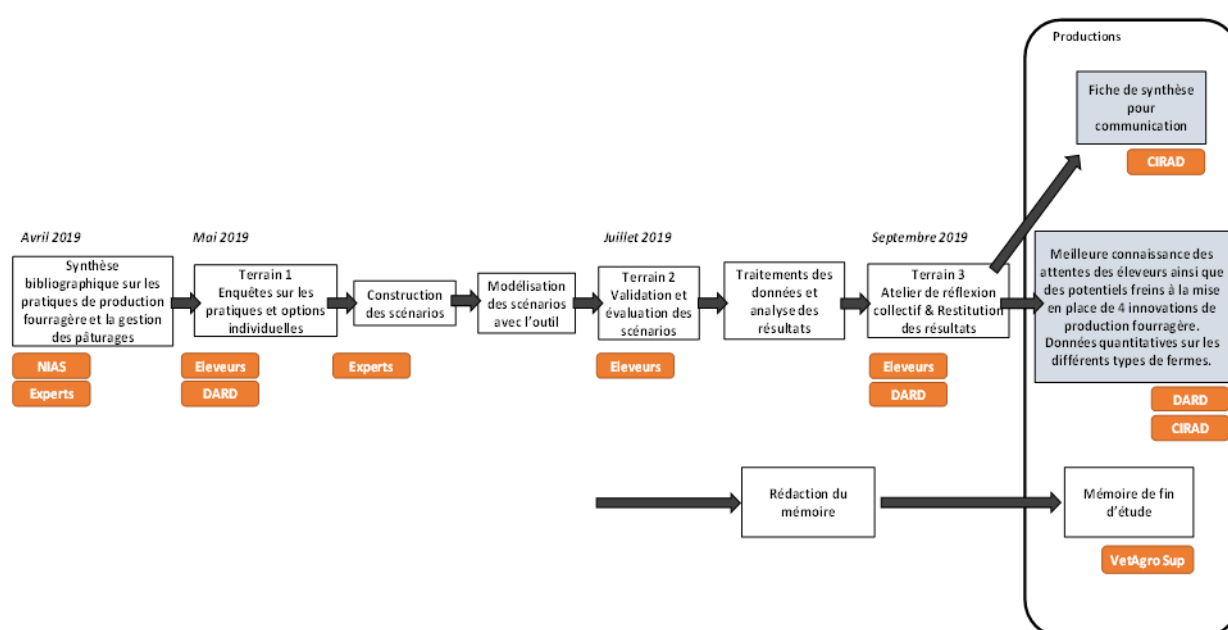 Productions
Fiche de synthèse
pour
communication
CIRAD
Avril 2019
Synthèse
bibliographique sur les
pratiques de production
fourragère et la gestion
des pâturages
NIAS
Experts
Mai 2019
Terrain 1
Enquêtes sur les
pratiques et options
individuelles
Eleveurs
DARD
Construction
des scénarios
Experts
Modélisation
des scénarios
avec l'outil
Juillet 2019
Terrain 2
Validation et
évaluation des
scénarios
Eleveurs
Traitements des
données et
analyse des
résultats
Septembre 2019
Terrain 3
Atelier de réflexion
collectif & Restitution
des résultats
Eleveurs
DARD
Meilleure connaissance des
attentes des éleveurs ainsi que
des potentiels freins à la mise
en place de 4 innovations de
production fourragère.
Données quantitatives sur les
différents types de fermes.
DARD
CIRAD
Rédaction du
mémoire
Mémoire de fin
d'étude
VetAgro Sup